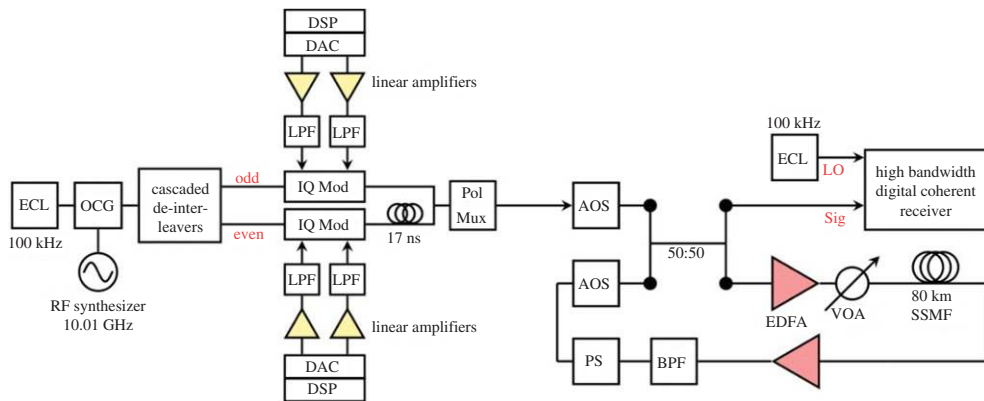 DSP
DAC
linear amplifiers
LPF LPF
100 kHz
ECL
LO
high bandwidth
digital coherent
receiver
odd
IQ Mod
ECL
OCG
cascaded
de-inter-
leavers
Pol
Mux
AOS
Sig
even
IQ Mod
17 ns
100 kHz
50:50
LPF LPF
AOS
RF synthesizer
10.01 GHz
EDFA
VOA
80 km
SSMF
linear amplifiers
DAC
DSP
PS
BPF